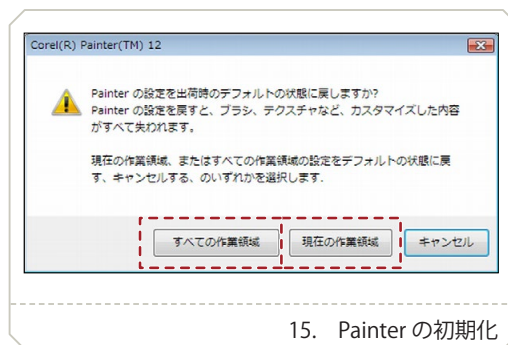 Corel(R) Painter(TM) 12
Painter の設定を出荷時のデフォルトの状態に戻しますか?
Painter の設定を戻すと、ブラシ、テクスチャなど、カスタマイズした内容
がすべて失われます。
現在の作業領域、またはすべての作業領域の設定をデフォルトの状態に戻
す、キャンセルする、のいずれかを選択します.
すべての作業領域 現在の作業領域 キャンセル
15. Painter の初期化